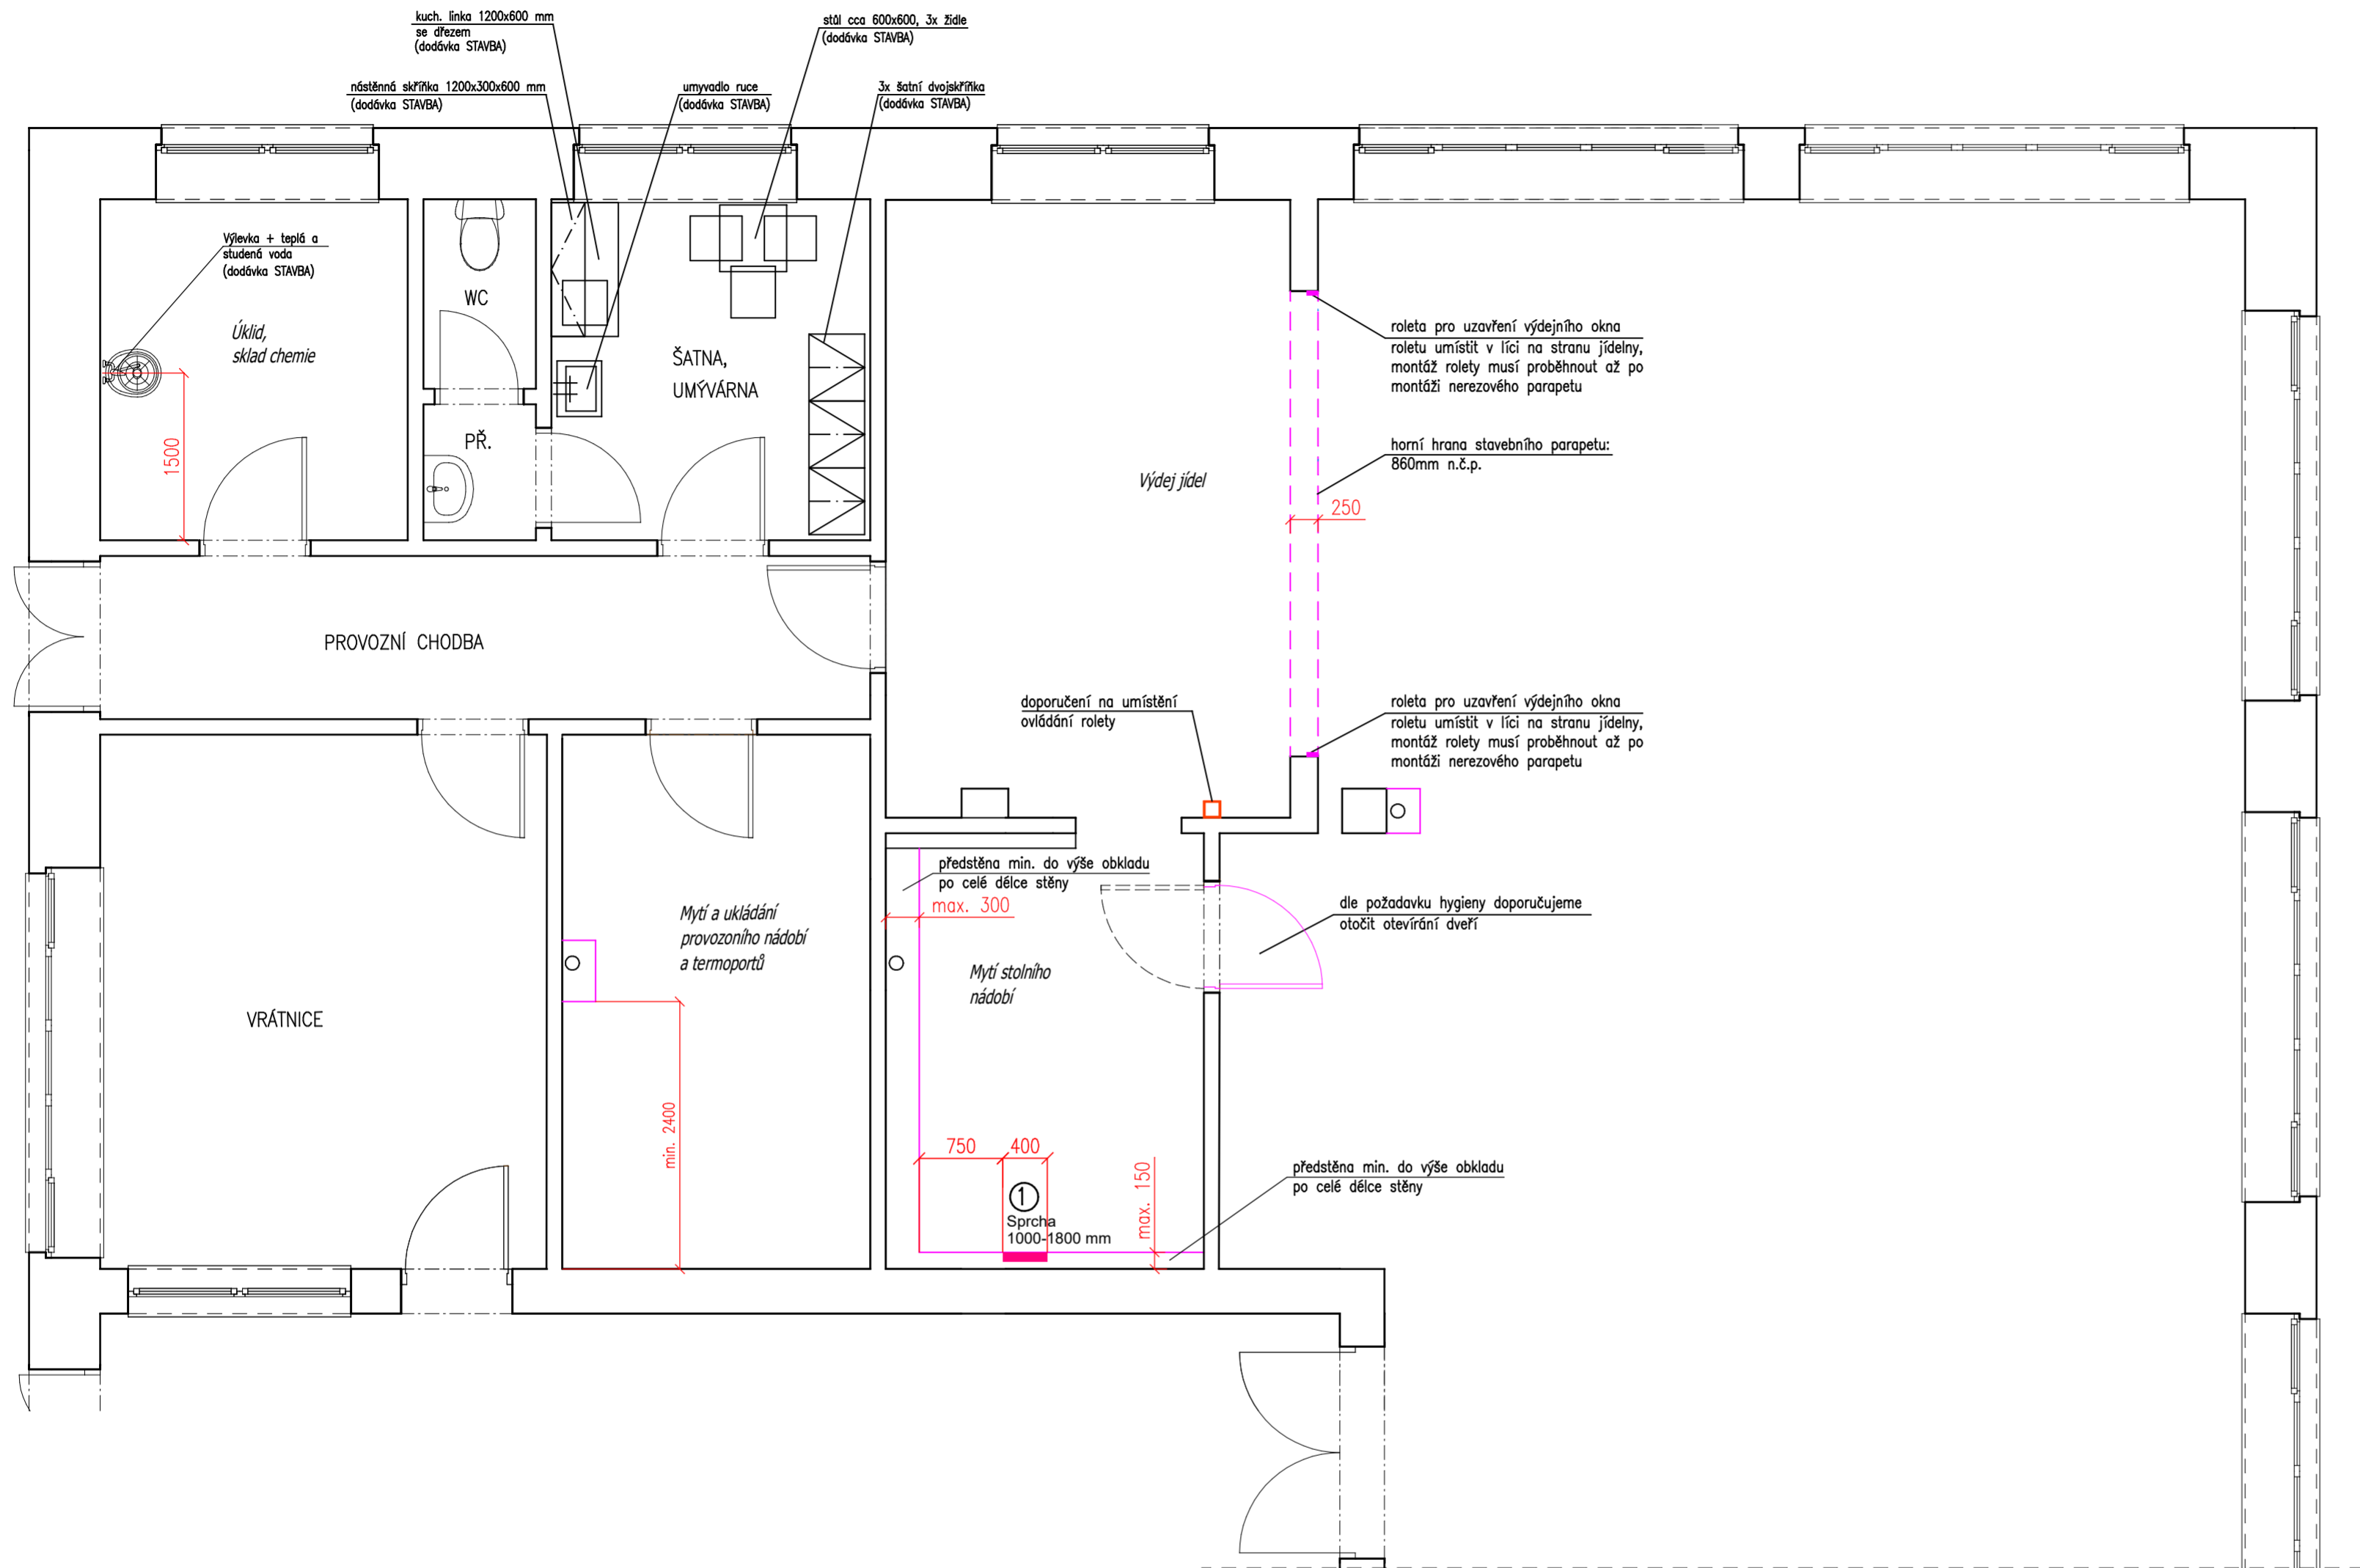 kuch. linka 1200x600 mm
se dřezem
(dodávka STAVBA)
stůl cca 600x600, 3x židle
(dodávka STAVBA)
nástěnná skříňka 1200x300x600 mm
(dodávka STAVBA)
umyvadlo ruce
(dodávka STAVBA)
3x šatní dvojskříňka
(dodávka STAVBA)
Výlevka + teplá a
studená voda
(dodávka STAVBA)
Úklid,
sklad chemie
1500
WC
PŘ.
ŠATNA,
UMÝVÁRNA
Výdej jídel
roleta pro uzavření výdejního okna
roletu umístit v líci na stranu jídelny,
montáž rolety musí proběhnout až po
montáži nerezového parapetu
horní hrana stavebního parapetu:
860mm n.č.p.
250
PROVOZNÍ CHODBA
doporučení na umístění
ovládání rolety
roleta pro uzavření výdejního okna
roletu umístit v líci na stranu jídelny,
montáž rolety musí proběhnout až po
montáži nerezového parapetu
předstěna min. do výše obkladu
po celé délce stěny
max. 300
dle požadavku hygieny doporučujeme
otočit otevírání dveří
Mytí a ukládání
provozoního nádobí
a termoportů
Mytí stolního
nádobí
VRÁTNICE
min. 2400
750
400
max. 150
1
Sprcha
1000-1800 mm
předstěna min. do výše obkladu
po celé délce stěny